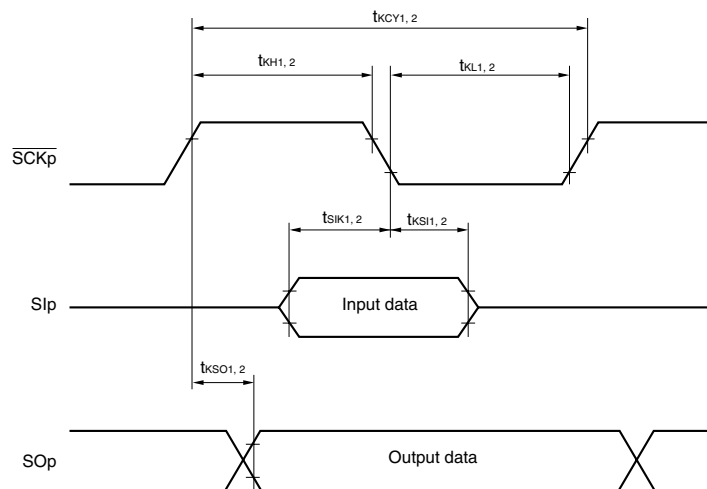 tKCY1, 2
tKH1, 2
tKL1, 2
SCKp
tSIK1, 2
tKSI1, 2
SIp
Input data
tKSO1, 2
SOp
Output data